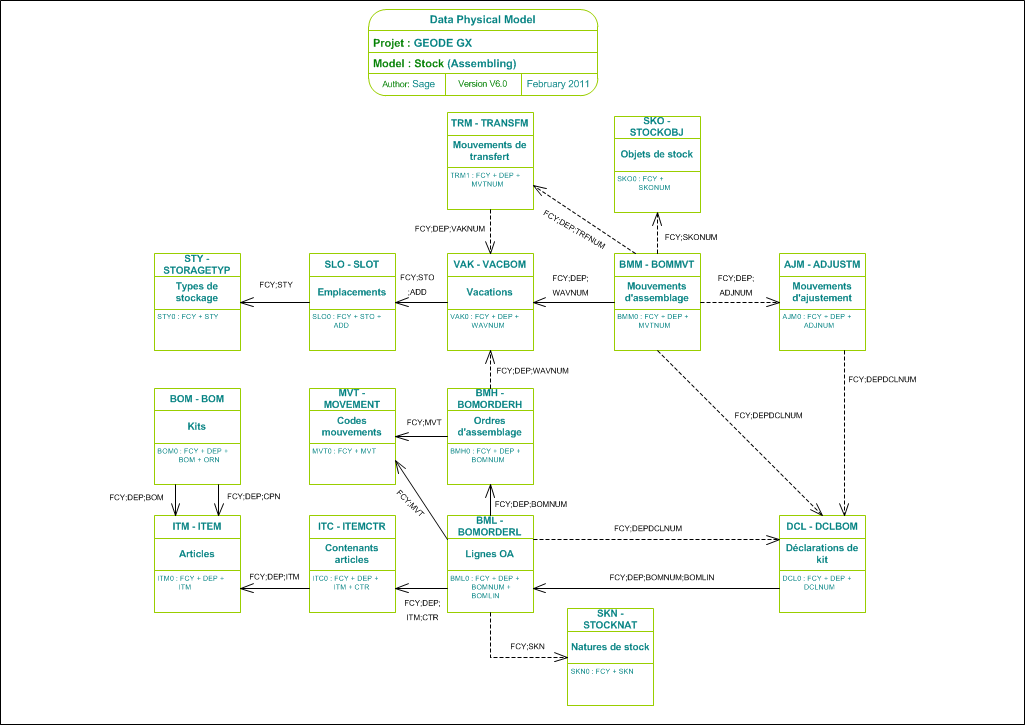 Data Physical Model
Projet : GEODE GX
Model : Stock (Assembling)
Author: Sage
Version V6.0
February 2011
TRM - TRANSFM
Mouvements de
transfert
TRM1 : FCY + DEP +
MVTNUM
SKO -
STOCKOBJ
Objets de stock
SKO0 : FCY +
SKONUM
FCY;DEP;VAKNUM
FCY;DEP;TRFNUM
FCY;SKONUM
STY -
STORAGETYP
Types de
stockage
STY0 : FCY + STY
FCY;STY
SLO - SLOT
Emplacements
SLO0 : FCY + STO +
ADD
FCY;STO
;ADD
VAK - VACBOM
Vacations
VAK0 : FCY + DEP +
WAVNUM
FCY;DEP;
WAVNUM
BMM - BOMMVT
Mouvements
d'assemblage
BMM0 : FCY + DEP +
MVTNUM
FCY;DEP;
ADJNUM
AJM - ADJUSTM
Mouvements
d'ajustement
AJM0 : FCY + DEP +
ADJNUM
FCY;DEP;WAVNUM
FCY;DEPDCLNUM
FCY;DEPDCLNUM
BOM - BOM
Kits
BOM0 : FCY + DEP +
BOM + ORN
MVT -
MOVEMENT
Codes
mouvements
MVT0 : FCY + MVT
FCY;MVT
BMH -
BOMORDERH
Ordres
d'assemblage
BMH0 : FCY + DEP +
BOMNUM
FCY;DEP;BOM
FCY;DEP;CPN
FCY;MVT
FCY;DEP;BOMNUM
ITM - ITEM
Articles
ITM0 : FCY + DEP +
ITM
FCY;DEP;ITM
ITC - ITEMCTR
Contenants
articles
ITC0 : FCY + DEP +
ITM + CTR
FCY;DEP;
ITM;CTR
BML -
BOMORDERL
Lignes OA
BML0 : FCY + DEP +
BOMNUM +
BOMLIN
FCY;DEPDCLNUM
FCY;DEP;BOMNUM;BOMLIN
DCL - DCLBOM
Déclarations de
kit
DCL0 : FCY + DEP +
DCLNUM
FCY;SKN
SKN -
STOCKNAT
Natures de stock
SKN0 : FCY + SKN